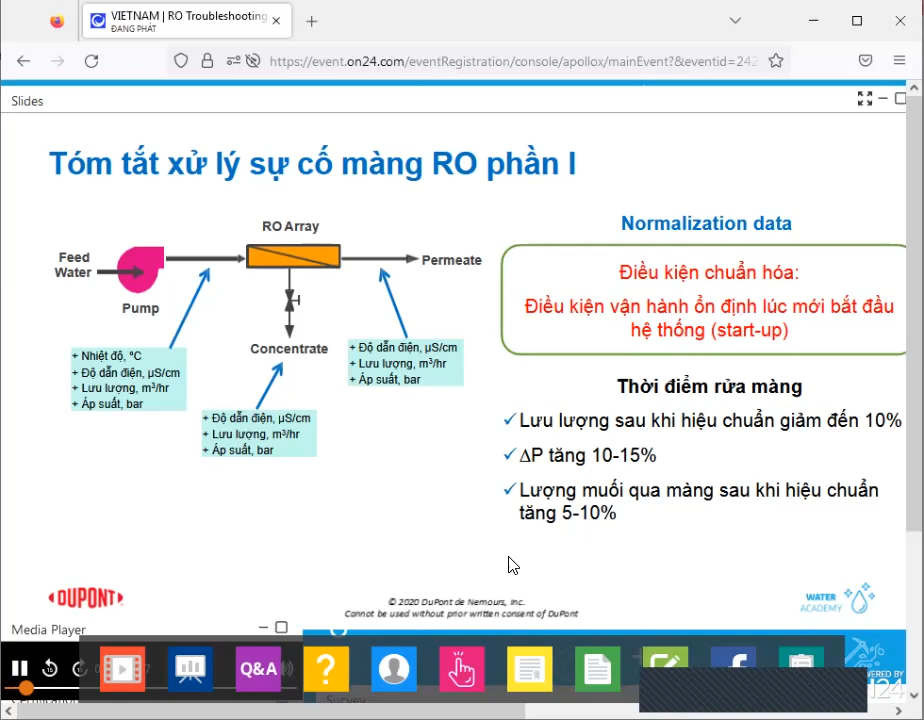 VIETNAM | RO Troubleshooting
ĐANG PHÁT
https://event.on24.com/eventRegistration/console/apollox/mainEvent?&eventid=242
Slides
Tóm tắt xử lý sự cố màng RO phần I
RO Array
Feed
Water
Pump
Permeate
Concentrate
+ Nhiệt độ, ºC
+ Độ dẫn điện, µS/cm
+ Lưu lượng, m³/hr
+ Áp suất, bar
+ Độ dẫn điện, µS/cm
+ Lưu lượng, m³/hr
+ Áp suất, bar
+ Độ dẫn điện, µS/cm
+ Lưu lượng, m³/hr
+ Áp suất, bar
Normalization data
Điều kiện chuẩn hóa:
Điều kiện vận hành ổn định lúc mới bắt đầu
hệ thống (start-up)
Thời điểm rửa màng
✓Lưu lượng sau khi hiệu chuẩn giảm đến 10%
✓∆P tăng 10-15%
✓Lượng muối qua màng sau khi hiệu chuẩn
tăng 5-10%
DUPONT
© 2020 DuPont de Nemours, Inc.
Cannot be used without prior written consent of DuPont
WATER
ACADEMY
Media Player
Q&A
?
f
Survey